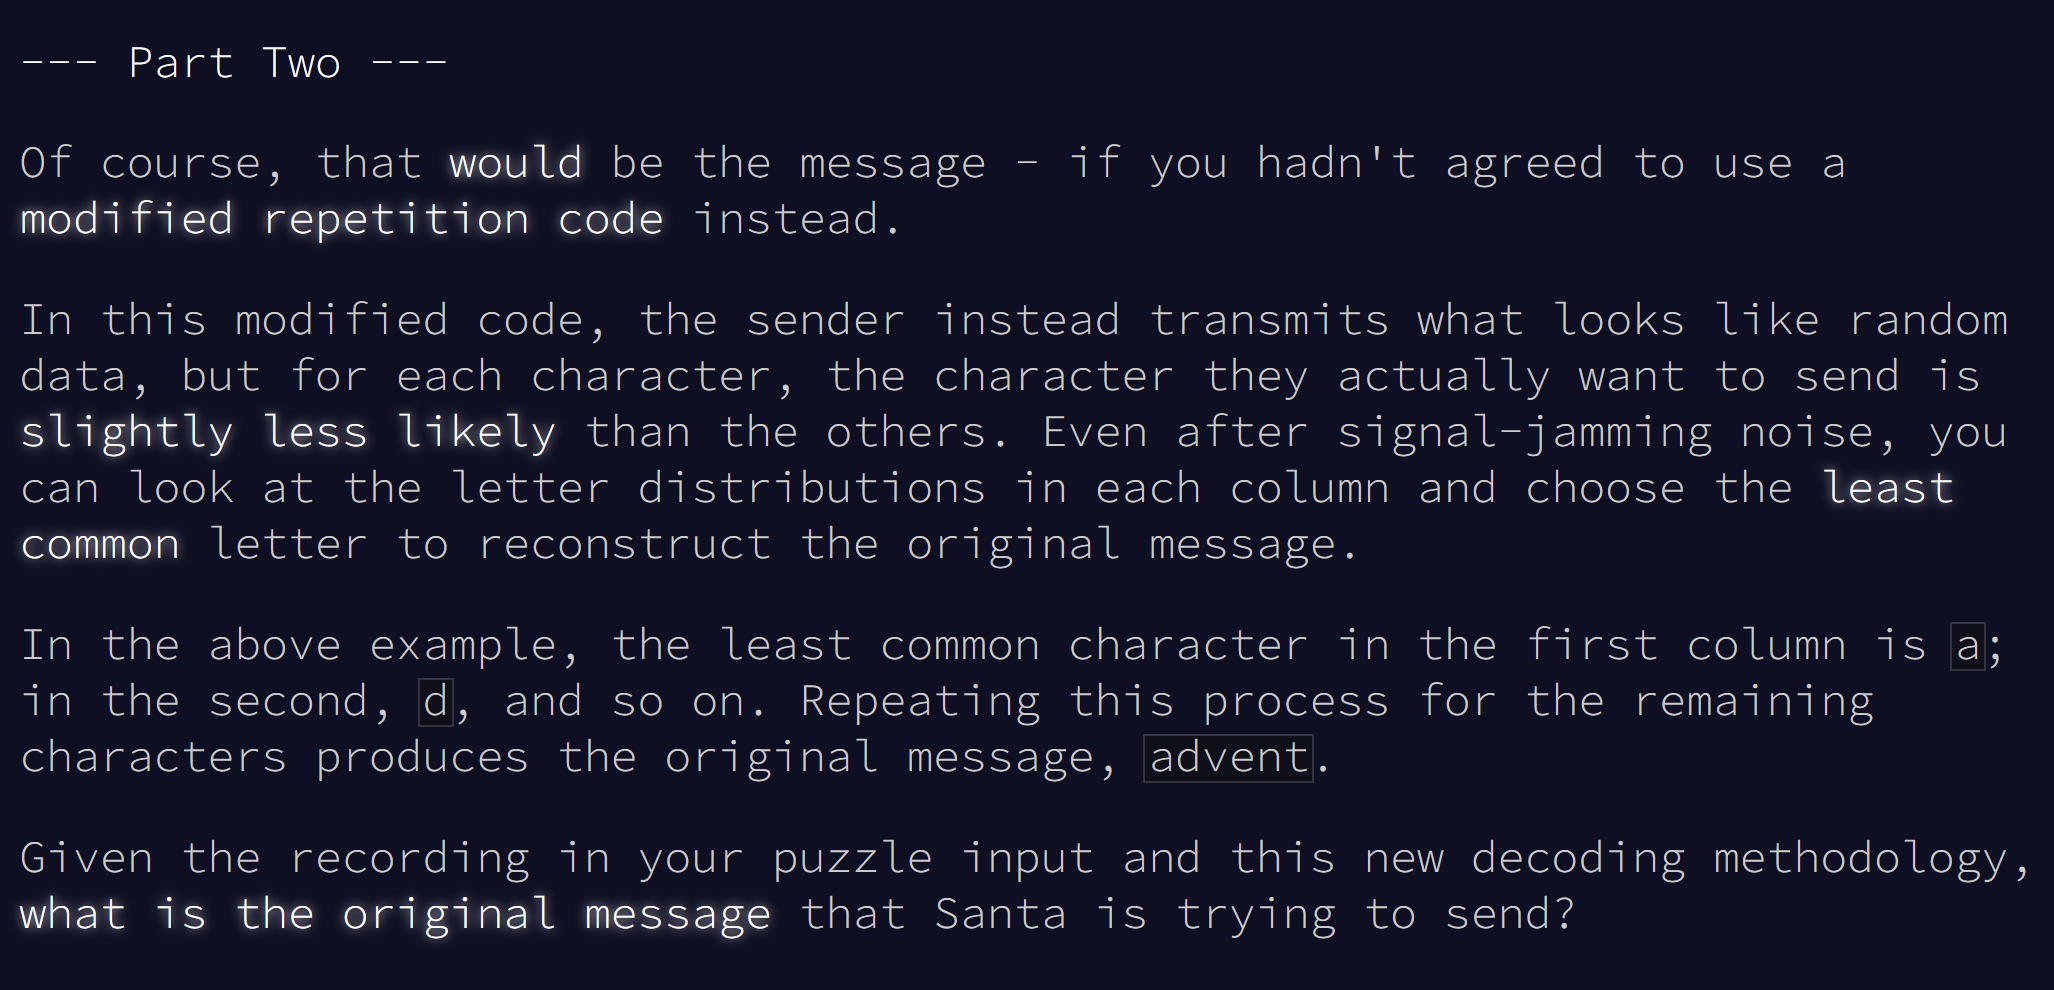 --- Part Two ---
Of course, that would be the message - if you hadn't agreed to use a
modified repetition code instead.
In this modified code, the sender instead transmits what looks like random
data, but for each character, the character they actually want to send is
slightly less likely than the others. Even after signal-jamming noise, you
can look at the letter distributions in each column and choose the least
common letter to reconstruct the original message.
In the above example, the least common character in the first column is a;
in the second, d, and so on. Repeating this process for the remaining
characters produces the original message, advent.
Given the recording in your puzzle input and this new decoding methodology,
what is the original message that Santa is trying to send?